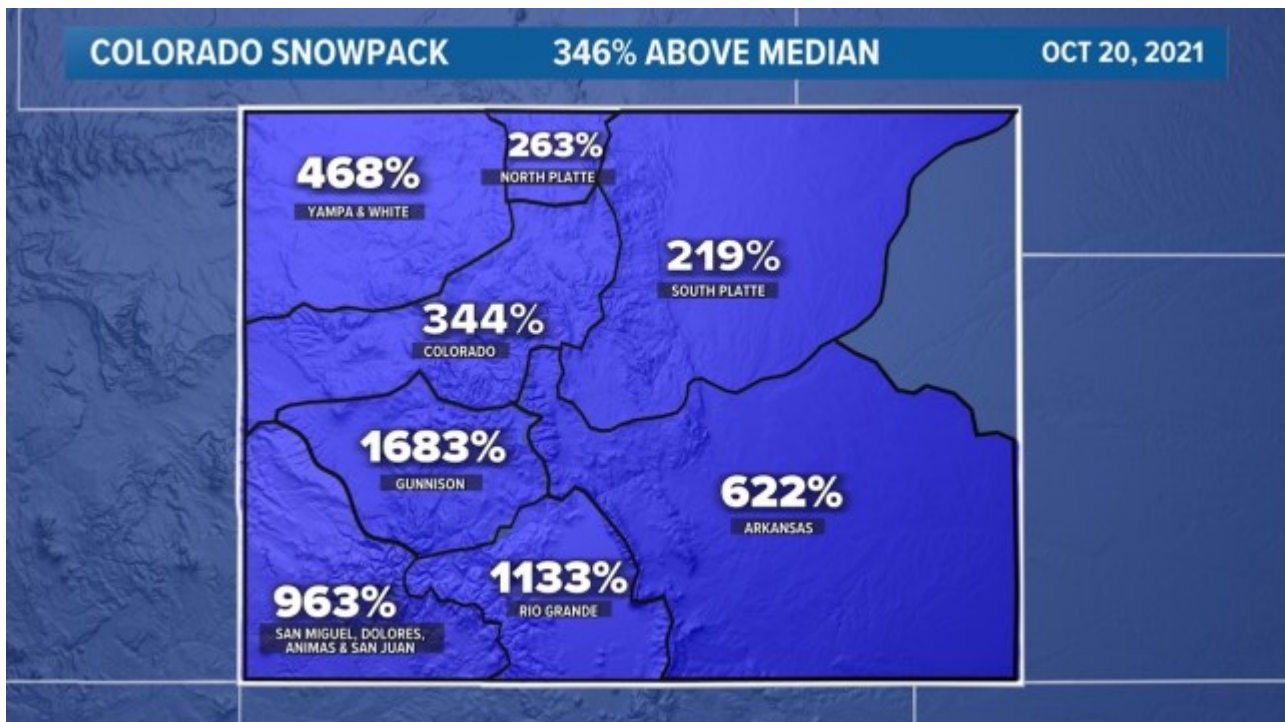 COLORADO SNOWPACK 346% ABOVE MEDIAN OCT 20, 2021
263%
NORTH PLATTE
468%
YAMPA & WHITE
219%
SOUTH PLATTE
344%
COLORADO
1683%
GUNNISON
622%
ARKANSAS
1133%
RIO GRANDE
963%
SAN MIGUEL, DOLORES,
ANIMAS & SAN JUAN